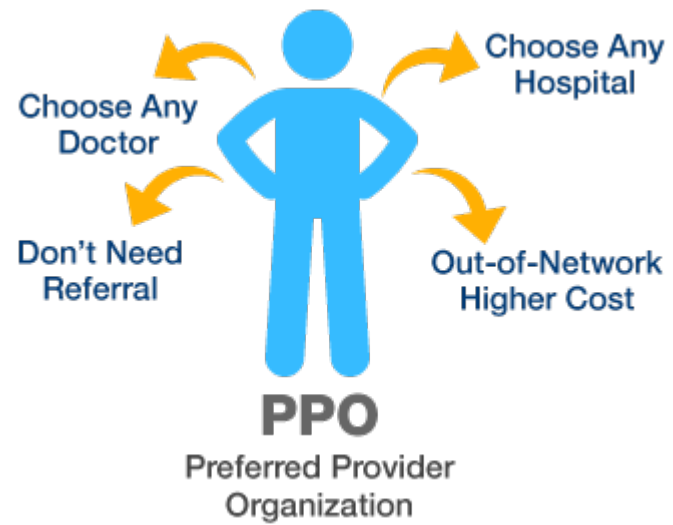 Choose Any
Doctor
Choose Any
Hospital
Don't Need
Referral
Out-of-Network
Higher Cost
PPO
Preferred Provider
Organization